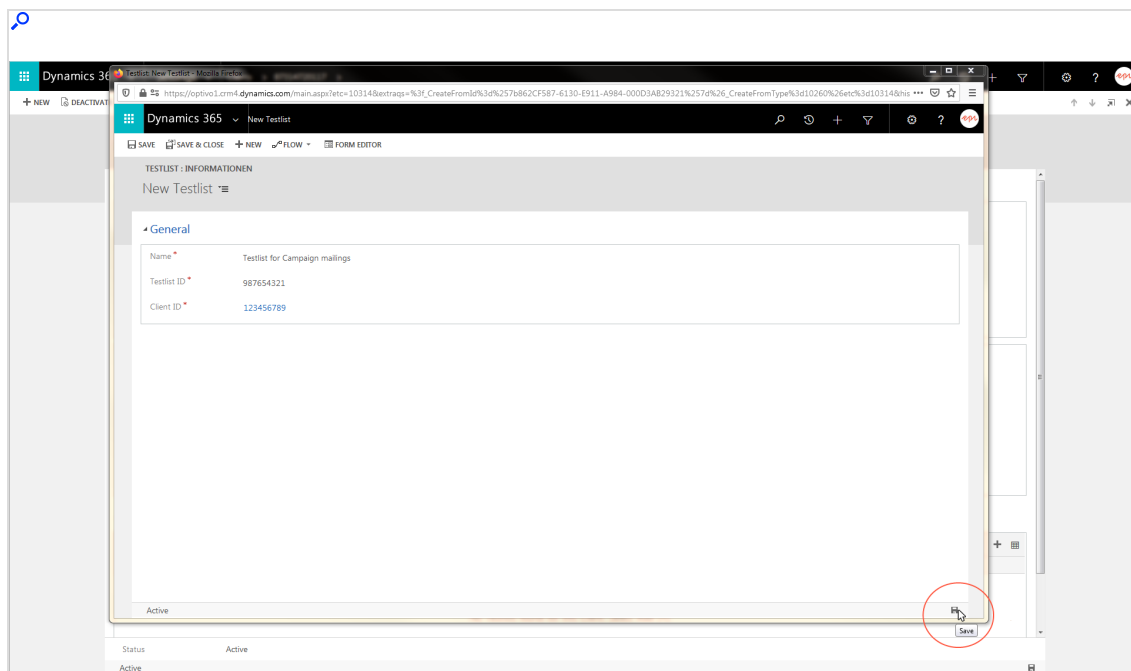 Testlist: New Testlist - Mozilla Firefox
Dynamics 36
https://optivo1.crm4.dynamics.com/main.aspx?etc=10314&extraqs=%3f_CreateFromId%3d%257b862CF587-6130-E911-A984-000D3AB29321%257d%26_CreateFromType%3d10260%26etc%3d10314&his
+ NEW DEACTIVAT
Dynamics 365 New Testlist
SAVE SAVE & CLOSE + NEW FLOW FORM EDITOR
TESTLIST : INFORMATIONEN
New Testlist
General
Name * Testlist for Campaign mailings
Testlist ID * 987654321
Client ID * 123456789
Active
Save
Status Active
Active